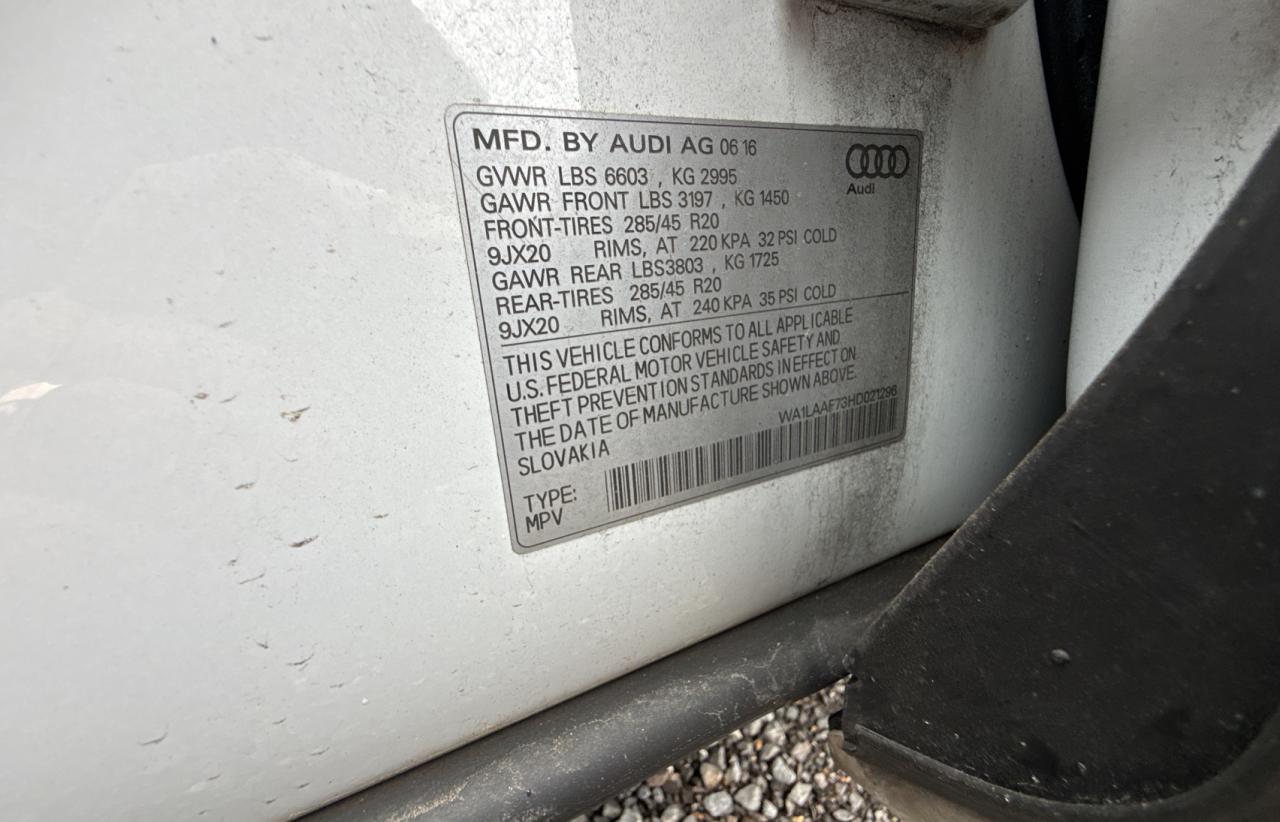 MFD. BY AUDI AG 06 16
Audi
GVWR LBS 6603 , KG 2995
GAWR FRONT LBS 3197 , KG 1450
FRONT-TIRES 285/45 R20
9JX20 RIMS, AT 220 KPA 32 PSI COLD
GAWR REAR LBS3803 , KG 1725
REAR-TIRES 285/45 R20
9JX20 RIMS, AT 240 KPA 35 PSI COLD
THIS VEHICLE CONFORMS TO ALL APPLICABLE
U.S. FEDERAL MOTOR VEHICLE SAFETY AND
THEFT PREVENTION STANDARDS IN EFFECT ON
THE DATE OF MANUFACTURE SHOWN ABOVE.
SLOVAKIA
WA1LAAF73HD021296
TYPE:
MPV